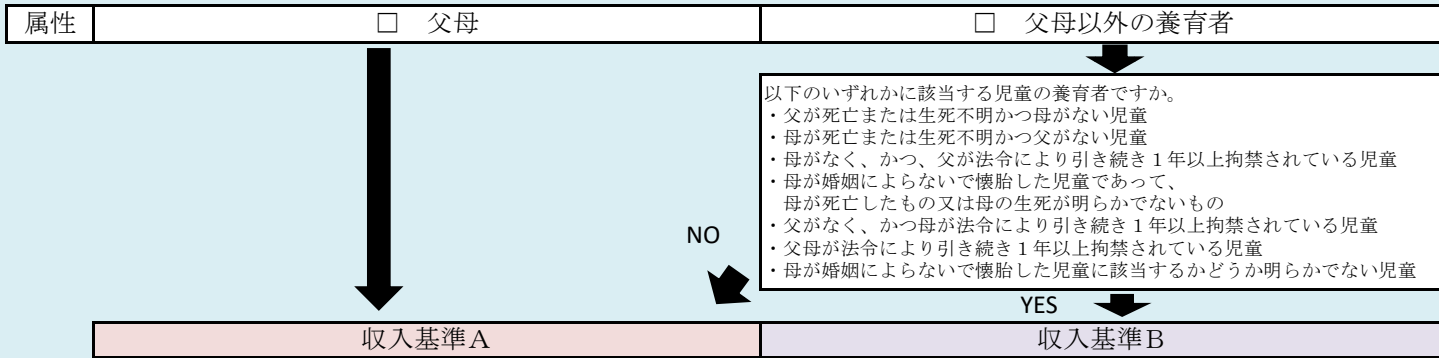 属性 □ 父母 □ 父母以外の養育者
以下のいずれかに該当する児童の養育者ですか。
・父が死亡または生死不明かつ母がない児童
・母が死亡または生死不明かつ父がない児童
・母がなく、かつ、父が法令により引き続き１年以上拘禁されている児童
・母が婚姻によらないで懐胎した児童であって、
母が死亡したもの又は母の生死が明らかでないもの
・父がなく、かつ母が法令により引き続き１年以上拘禁されている児童
・父母が法令により引き続き１年以上拘禁されている児童
・母が婚姻によらないで懐胎した児童に該当するかどうか明らかでない児童
NO
YES
収入基準Ａ 収入基準Ｂ